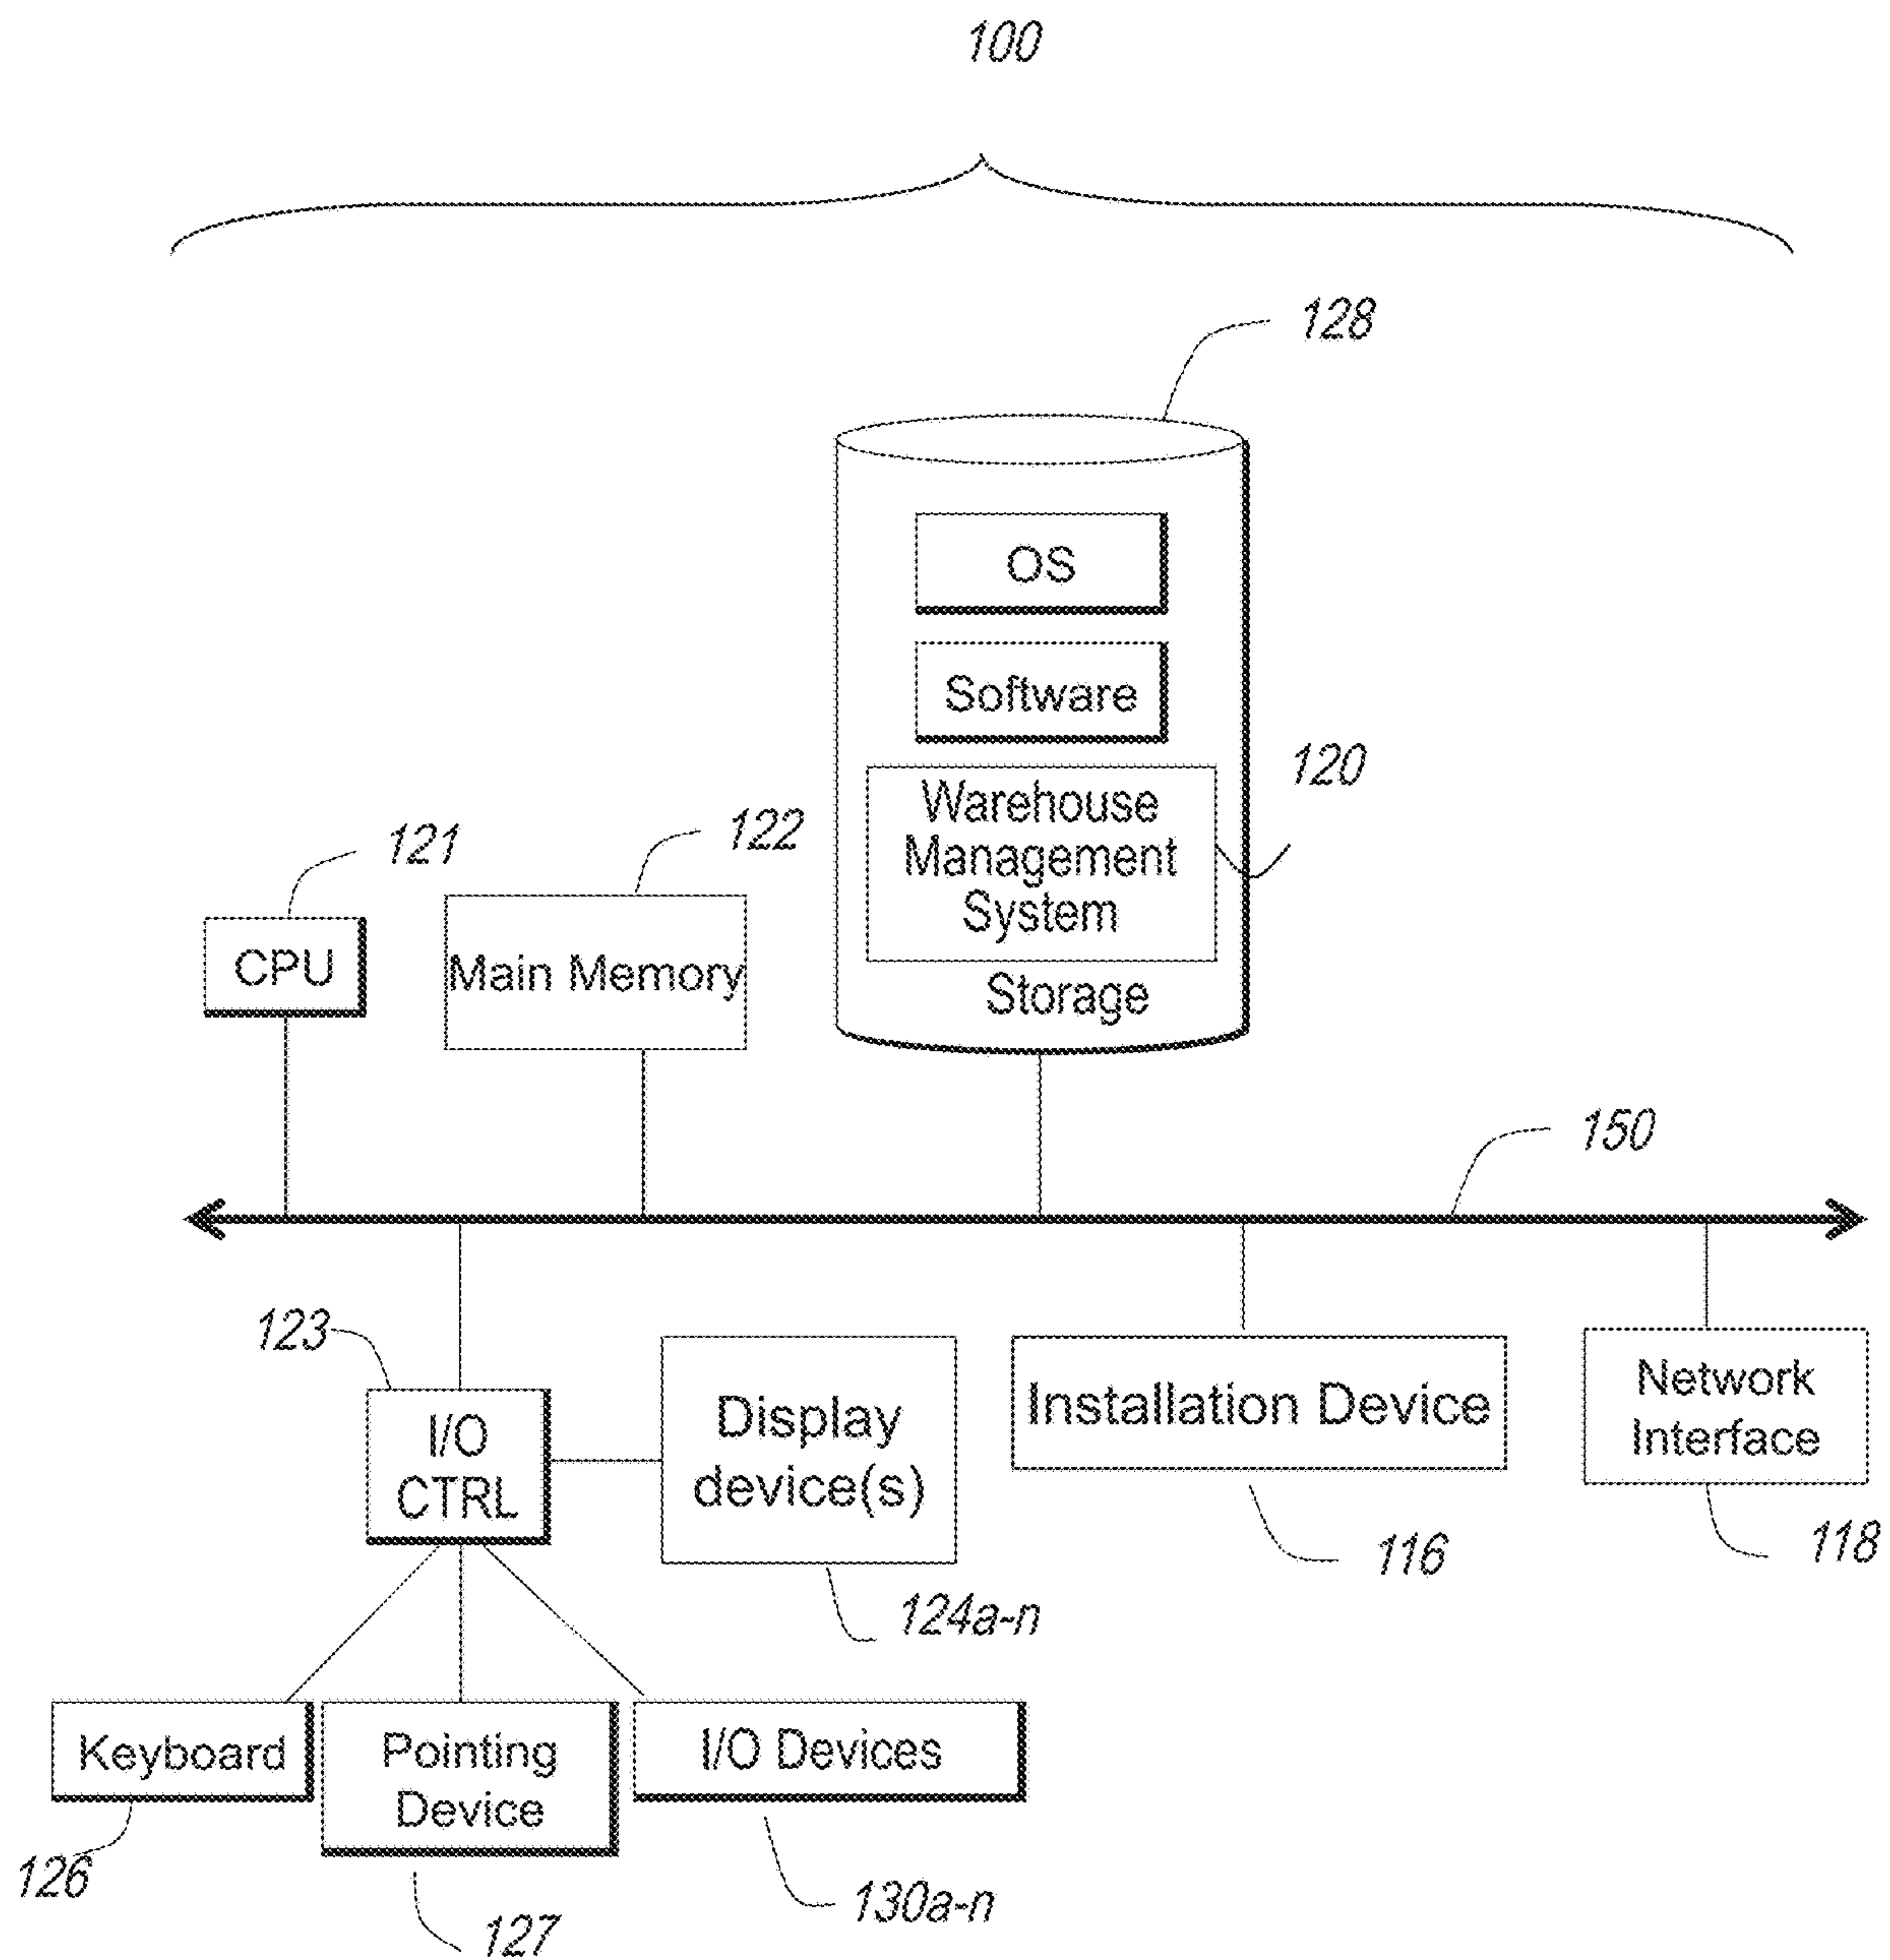 100
128
OS
Software
120
Warehouse
Management
System
Storage
121
CPU
122
Main Memory
150
123
I/O
CTRL
Display
device(s)
124a-n
Installation Device
116
Network
Interface
118
Keyboard
126
Pointing
Device
127
I/O Devices
130a-n